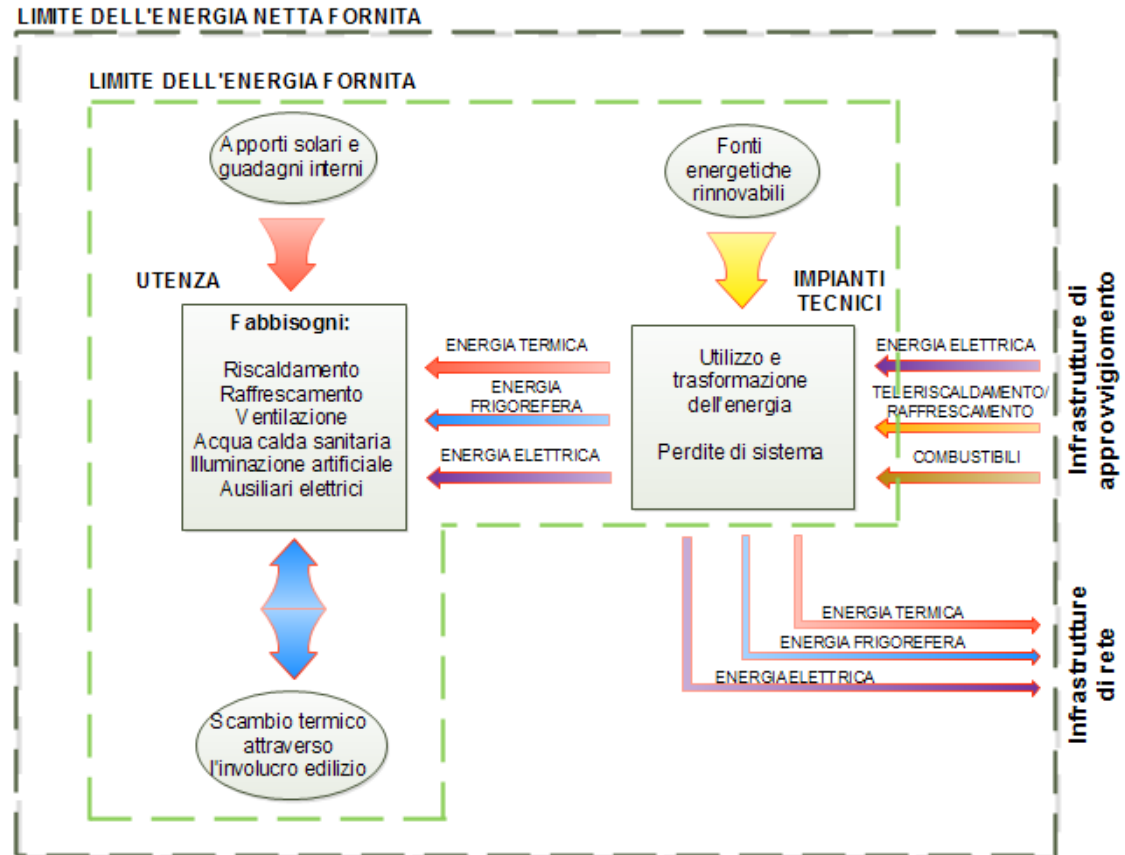 LIMITE DELL'ENERGIA NETTA FORNITA
LIMITE DELL'ENERGIA FORNITA
Apporti solari e
guadagni interni
Fonti
energetiche
rinnovabili
UTENZA
IMPIANTI
TECNICI
Fabbisogni:
Riscaldamento
Raffrescamento
Ventilazione
Acqua calda sanitaria
Illuminazione artificiale
Ausiliari elettrici
ENERGIA TERMICA
ENERGIA
FRIGOREFERA
ENERGIA ELETTRICA
Utilizzo e
trasformazione
dell'energia
Perdite di sistema
ENERGIA ELETTRICA
TELERISCALDAMENTO/
RAFFRESCAMENTO
COMBUSTIBILI
Infrastrutture di
approvvigiomento
ENERGIA TERMICA
ENERGIA FRIGOREFERA
ENERGIA ELETTRICA
Infrastrutture
di rete
Scambio termico
attraverso
l'involucro edilizio